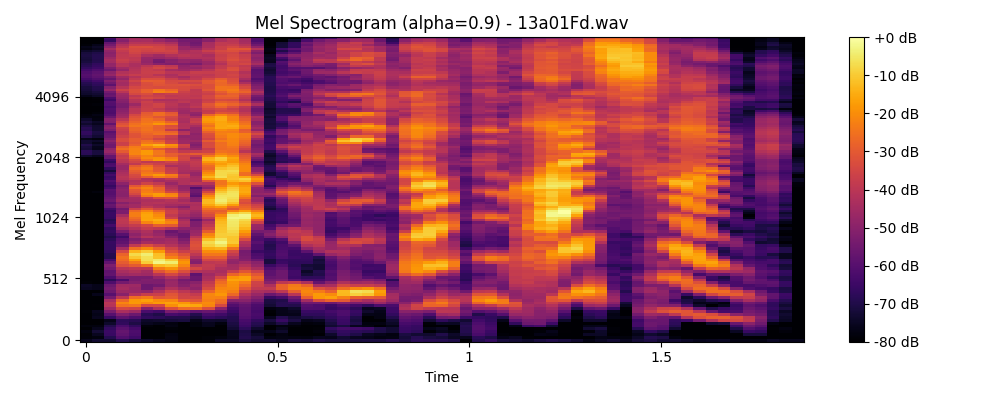 Mel Spectrogram (alpha=0.9) - 13a01Fd.wav
Mel Frequency
4096
2048
1024
512
0
0
0.5
1
1.5
Time
+0 dB
-10 dB
-20 dB
-30 dB
-40 dB
-50 dB
-60 dB
-70 dB
-80 dB